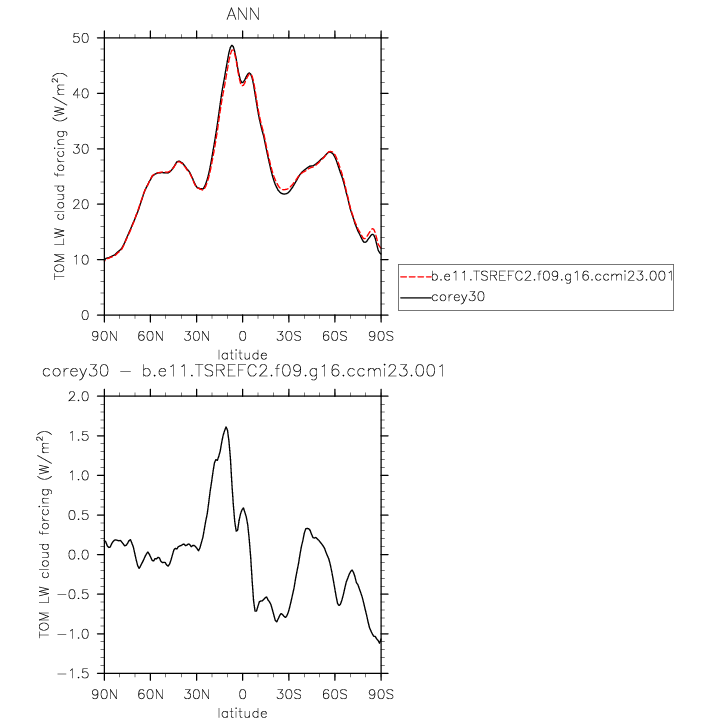 ANN
TOM LW cloud forcing (W/m²)
50
40
30
20
10
0
90N 60N 30N 0 30S 60S 90S
latitude
b.e11.TSREFC2.f09.g16.ccmi23.001
corey30
corey30 − b.e11.TSREFC2.f09.g16.ccmi23.001
TOM LW cloud forcing (W/m²)
2.0
1.5
1.0
0.5
0.0
−0.5
−1.0
−1.5
90N 60N 30N 0 30S 60S 90S
latitude